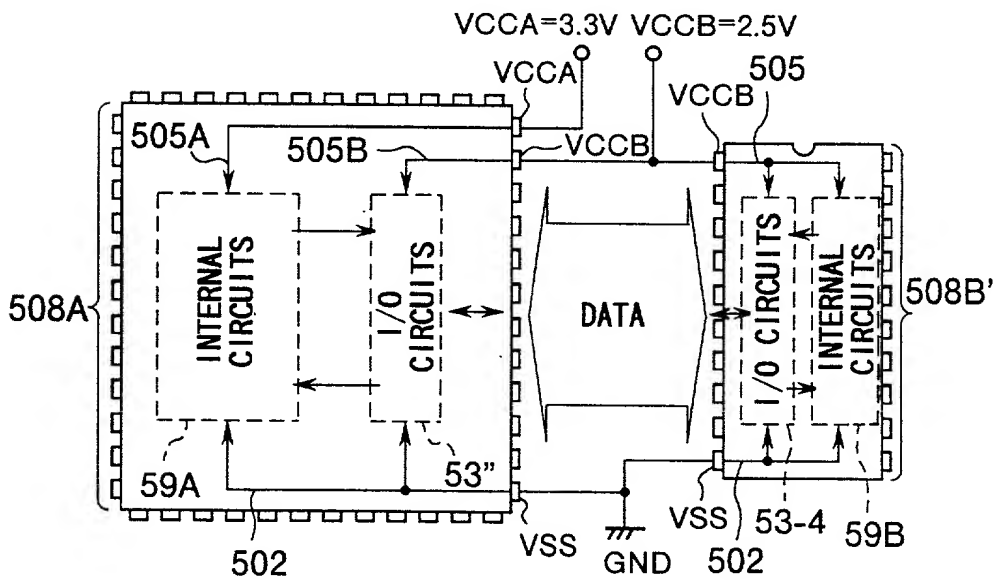 VCCA=3.3V VCCB=2.5V
VCCA
505
VCCB
505A
505B
VCCB
508A
INTERNAL
CIRCUITS
I/O
CIRCUITS
DATA
I/O CIRCUITS
INTERNAL
CIRCUITS
508B'
59A
53"
502
VSS
GND
VSS
502
53-4
59B